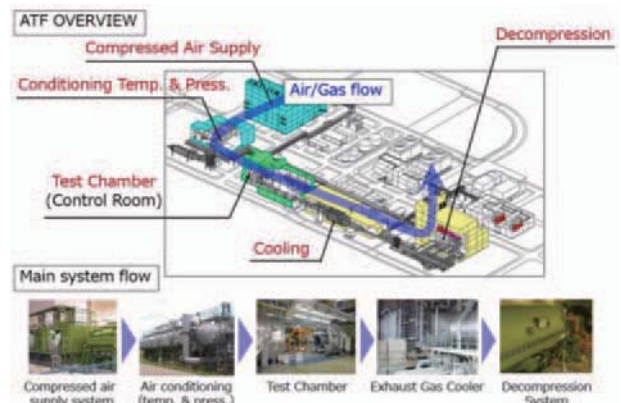 ATF OVERVIEW
Compressed Air Supply
Decompression
Conditioning Temp. & Press.
Air/Gas flow
Test Chamber
(Control Room)
Cooling
Main system flow
Compressed air
supply system
Air conditioning
(temp. & press.)
Test Chamber
Exhaust Gas Cooler
Decompression
System